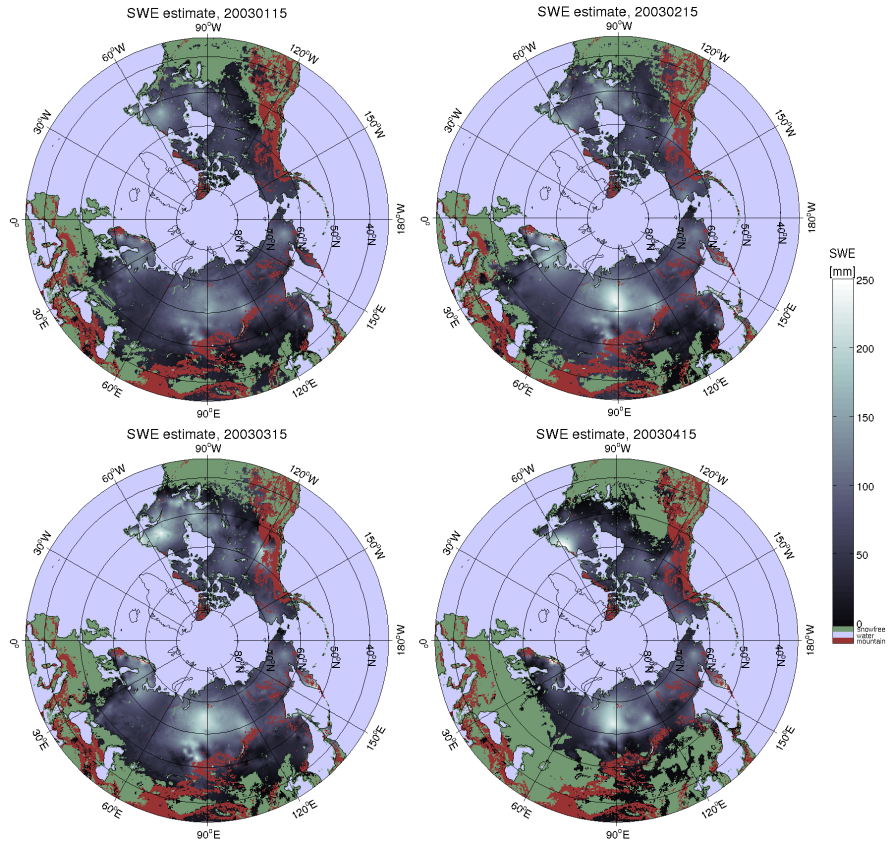 SWE estimate, 20030115
90°W
60°W
120°W
30°W
150°W
0°
180°W
80°N
70°N
60°N
50°N
40°N
30°E
150°E
60°E
120°E
90°E
SWE estimate, 20030215
90°W
60°W
120°W
30°W
150°W
0°
180°W
80°N
70°N
60°N
50°N
40°N
30°E
150°E
60°E
120°E
90°E
SWE estimate, 20030315
90°W
60°W
120°W
30°W
150°W
0°
180°W
80°N
70°N
60°N
50°N
40°N
30°E
150°E
60°E
120°E
90°E
SWE estimate, 20030415
90°W
60°W
120°W
30°W
150°W
0°
180°W
80°N
70°N
60°N
50°N
40°N
30°E
150°E
60°E
120°E
90°E
SWE
[mm]
250
200
150
100
50
0
snowfree
water
mountain